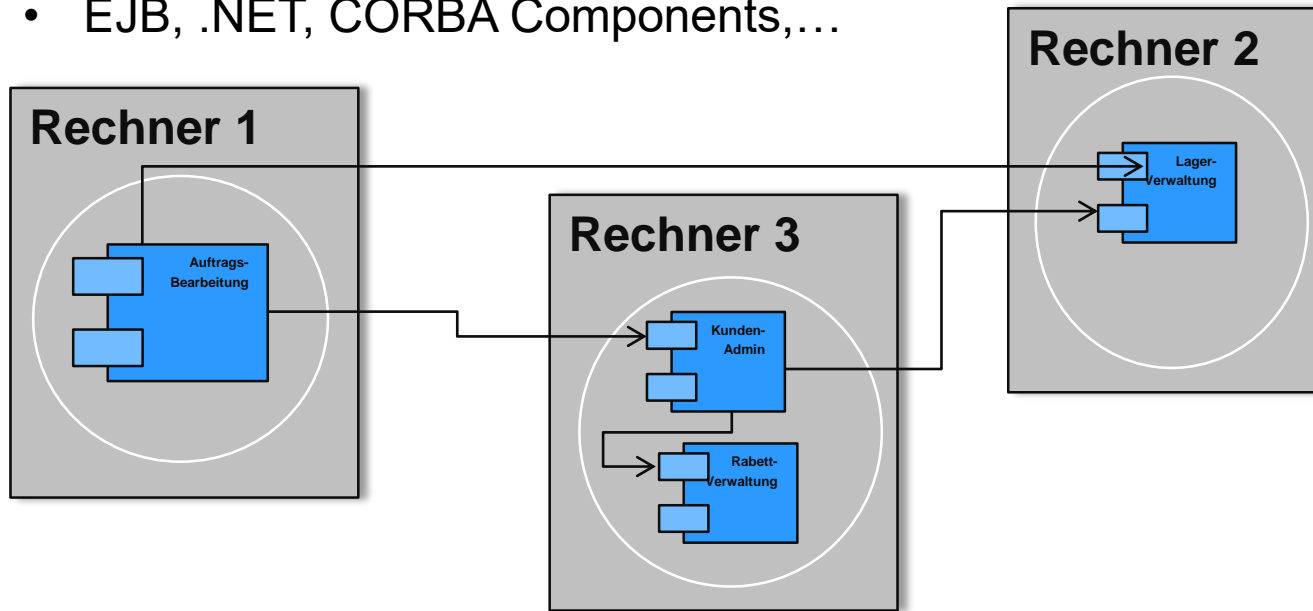 • EJB, .NET, CORBA Components,…
Rechner 2
Rechner 1
Lager-
Verwaltung
Rechner 3
Auftrags-
Bearbeitung
Kunden-
Admin
Rabett-
Verwaltung